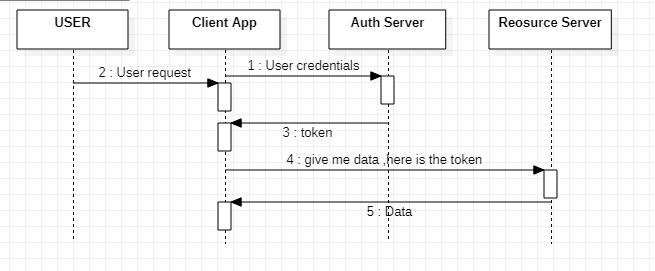 USER
Client App
Auth Server
Reosurce Server
1 : User credentials
2 : User request
3 : token
4 : give me data ,here is the token
5 : Data